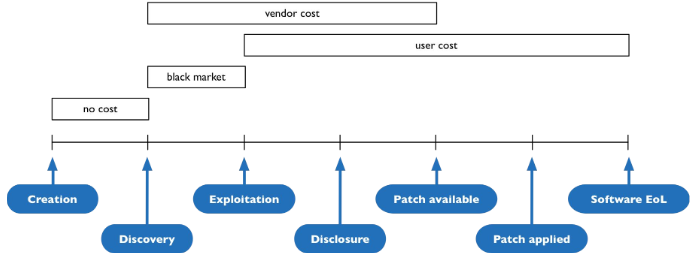 vendor cost
user cost
black market
no cost
Creation
Exploitation
Patch available
Software EoL
Discovery
Disclosure
Patch applied